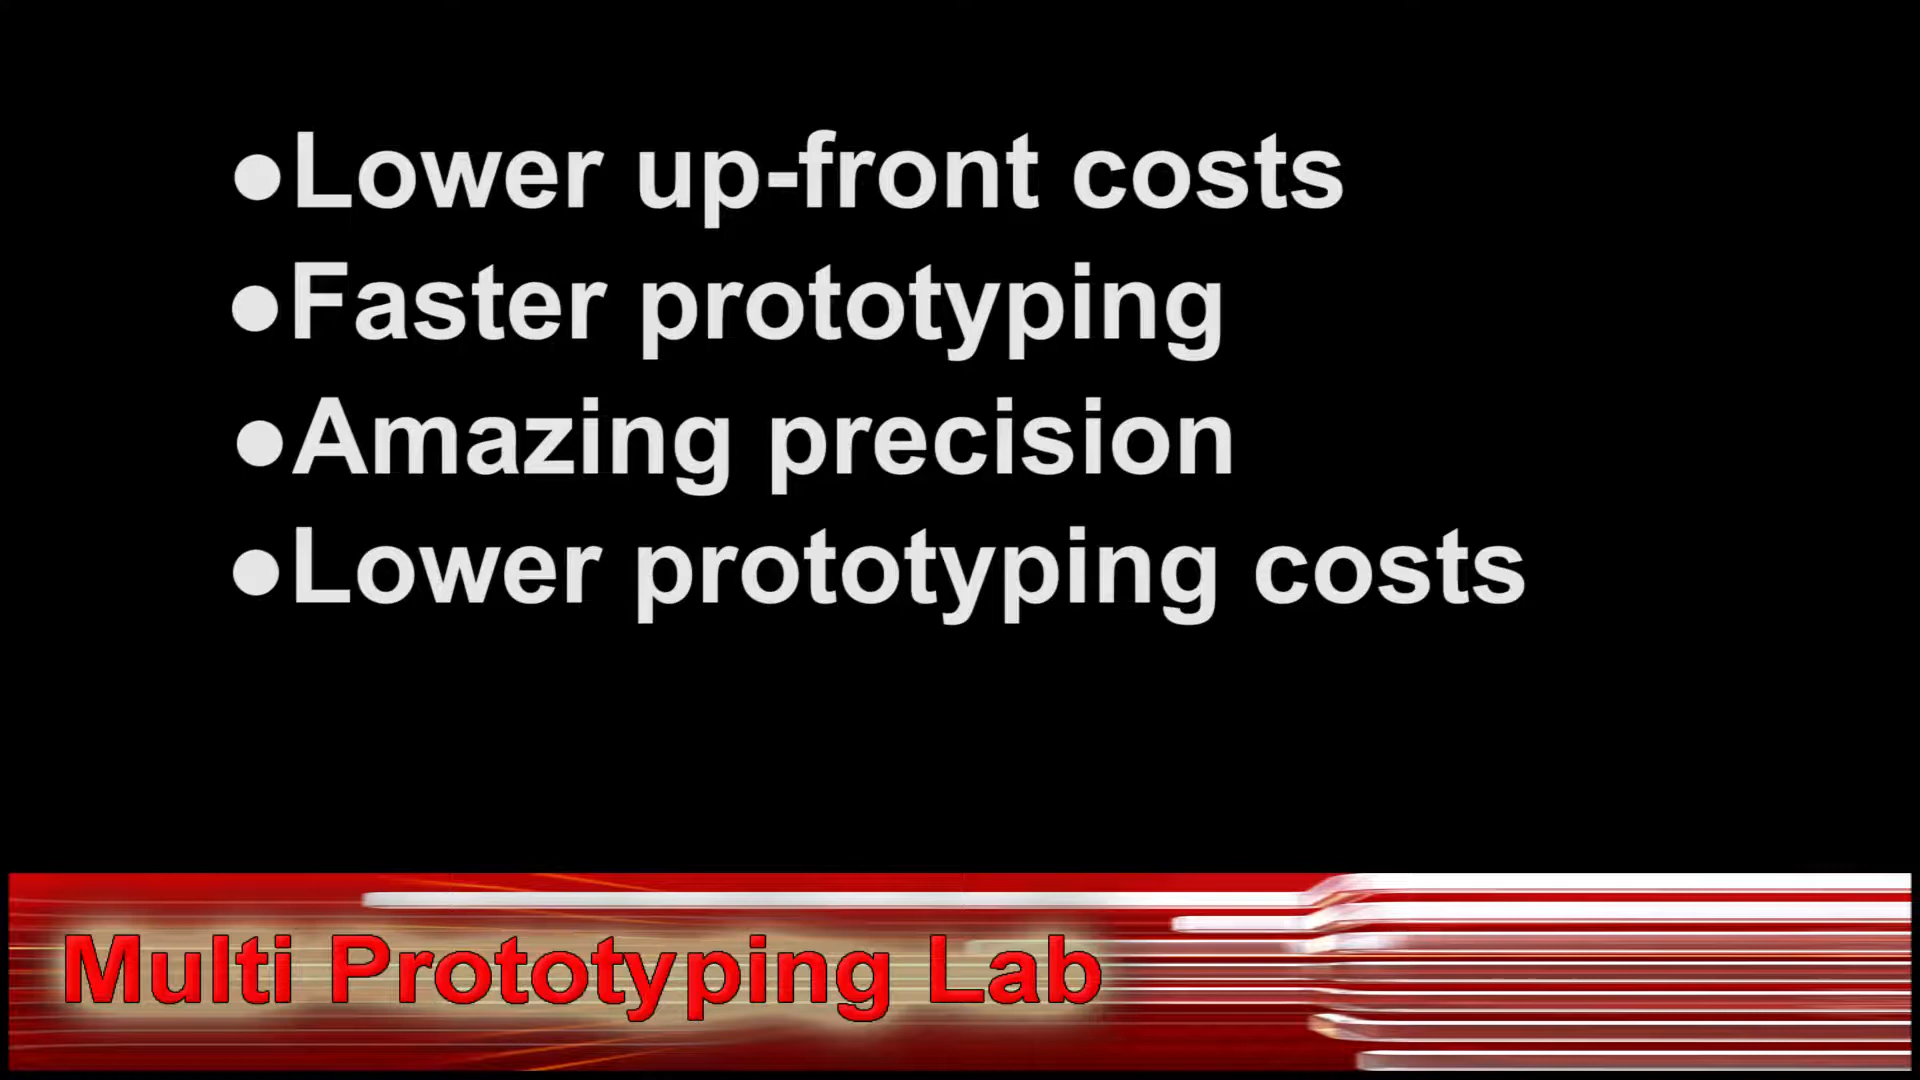 ●Lower up-front costs
●Faster prototyping
●Amazing precision
●Lower prototyping costs
Multi Prototyping Lab